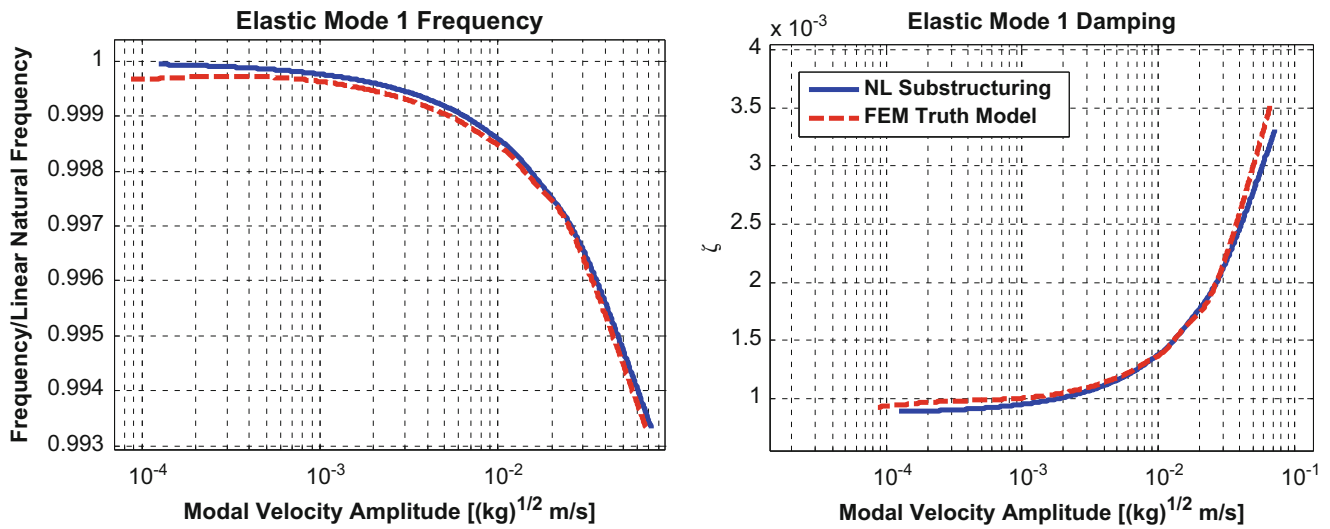 Elastic Mode 1 Frequency
Frequency/Linear Natural Frequency
1
0.999
0.998
0.997
0.996
0.995
0.994
0.993
10^-4
10^-3
10^-2
Modal Velocity Amplitude [(kg)^1/2 m/s]
Elastic Mode 1 Damping
x 10^-3
ζ
4
3.5
3
2.5
2
1.5
1
NL Substructuring
FEM Truth Model
10^-4
10^-3
10^-2
10^-1
Modal Velocity Amplitude [(kg)^1/2 m/s]